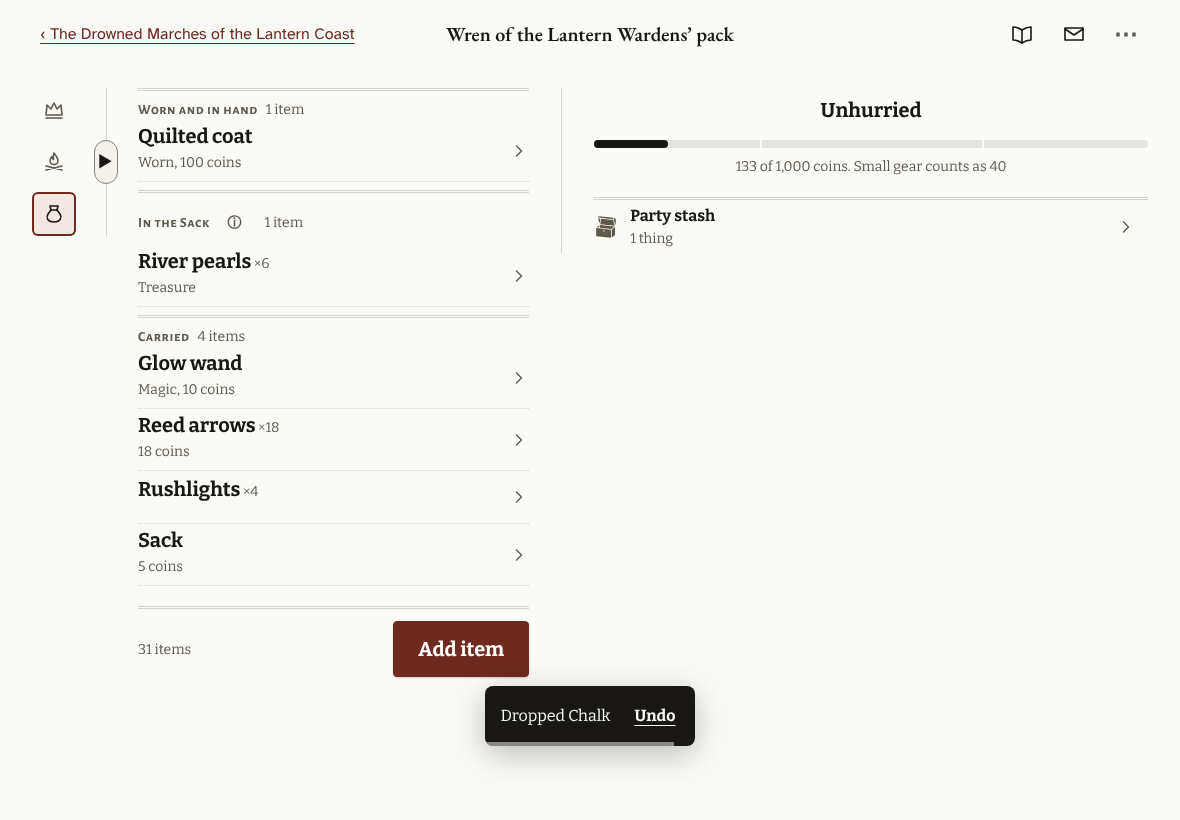 ‹ The Drowned Marches of the Lantern Coast
Wren of the Lantern Wardens’ pack
Worn and in hand 1 item
Quilted coat
Worn, 100 coins
In the Sack 1 item
River pearls ×6
Treasure
Carried 4 items
Glow wand
Magic, 10 coins
Reed arrows ×18
18 coins
Rushlights ×4
Sack
5 coins
31 items
Add item
Unhurried
133 of 1,000 coins. Small gear counts as 40
Party stash
1 thing
Dropped Chalk Undo